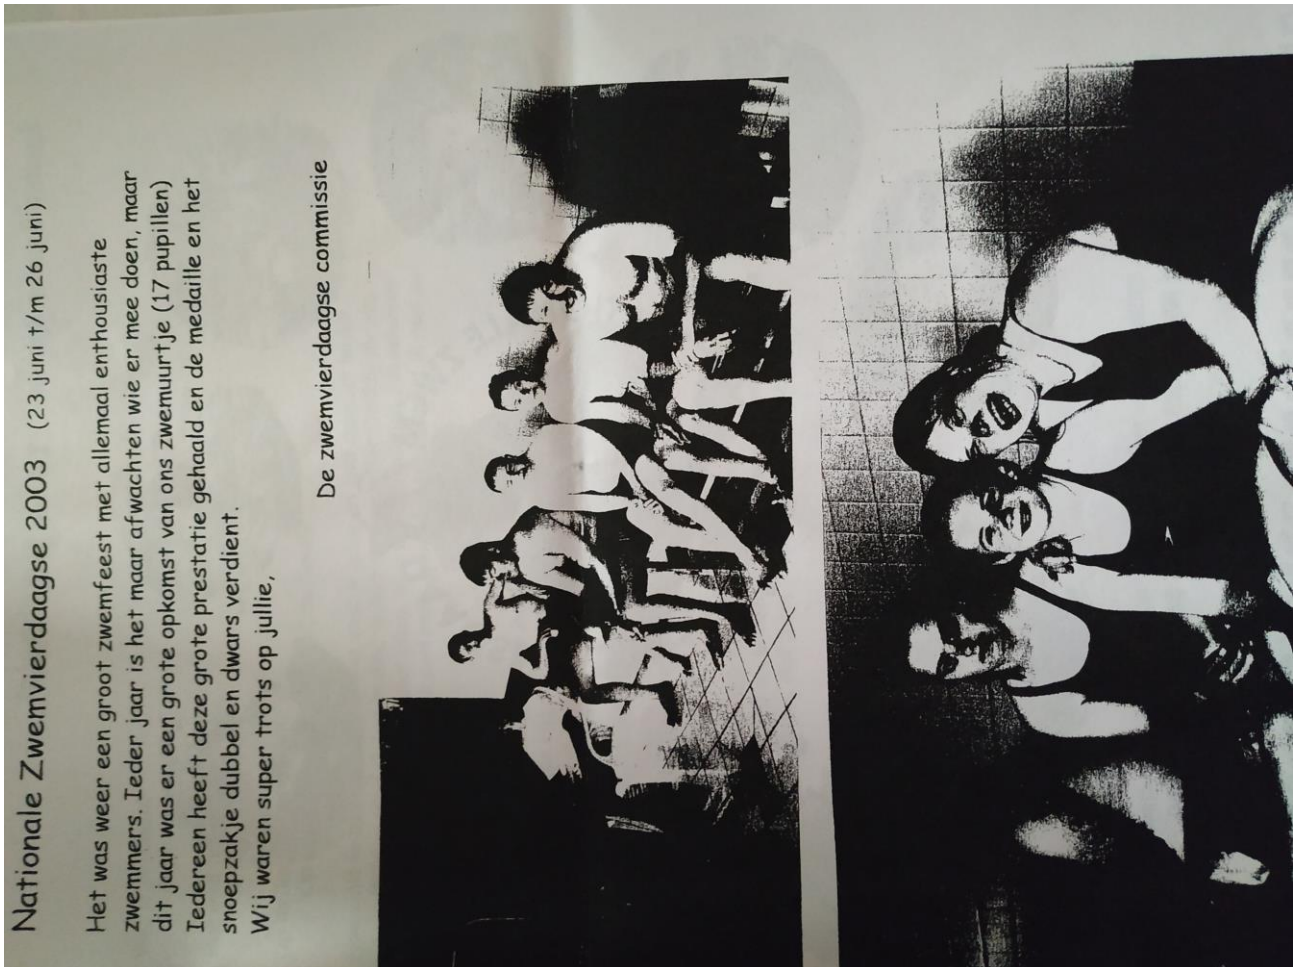 Nationale Zwemvierdaagse 2003 (23 juni t/m 26 juni)
Het was weer een groot zwemfeest met allemaal enthousiaste
zwemmers. Ieder jaar is het maar afwachten wie er mee doen, maar
dit jaar was er een grote opkomst van ons zwemuurtje (17 pupillen)
Iedereen heeft deze grote prestatie gehaald en de medaille en het
snoepzakje dubbel en dwars verdient.
Wij waren super trots op jullie,
De zwemvierdaagse commissie